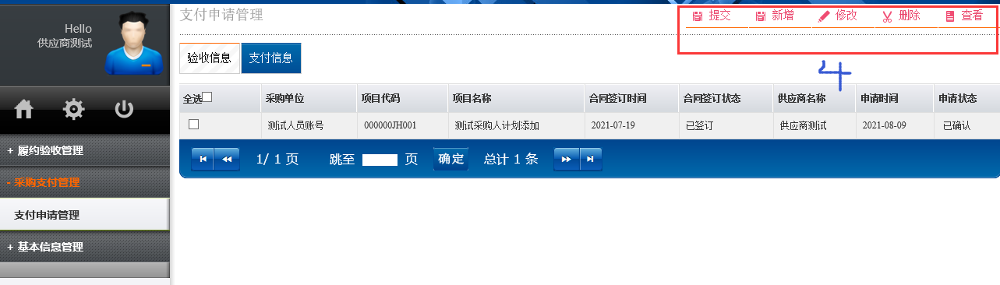 支付申请管理
提交 新增 修改 删除 查看
Hello
供应商测试
验收信息 支付信息
4
全选 采购单位 项目代码 项目名称 合同签订时间 合同签订状态 供应商名称 申请时间 申请状态
测试人员账号 000000JH001 测试采购人计划添加 2021-07-19 已签订 供应商测试 2021-08-09 已确认
1/ 1 页 跳至 页 确定 总计 1 条
+ 履约验收管理
- 采购支付管理
支付申请管理
+ 基本信息管理